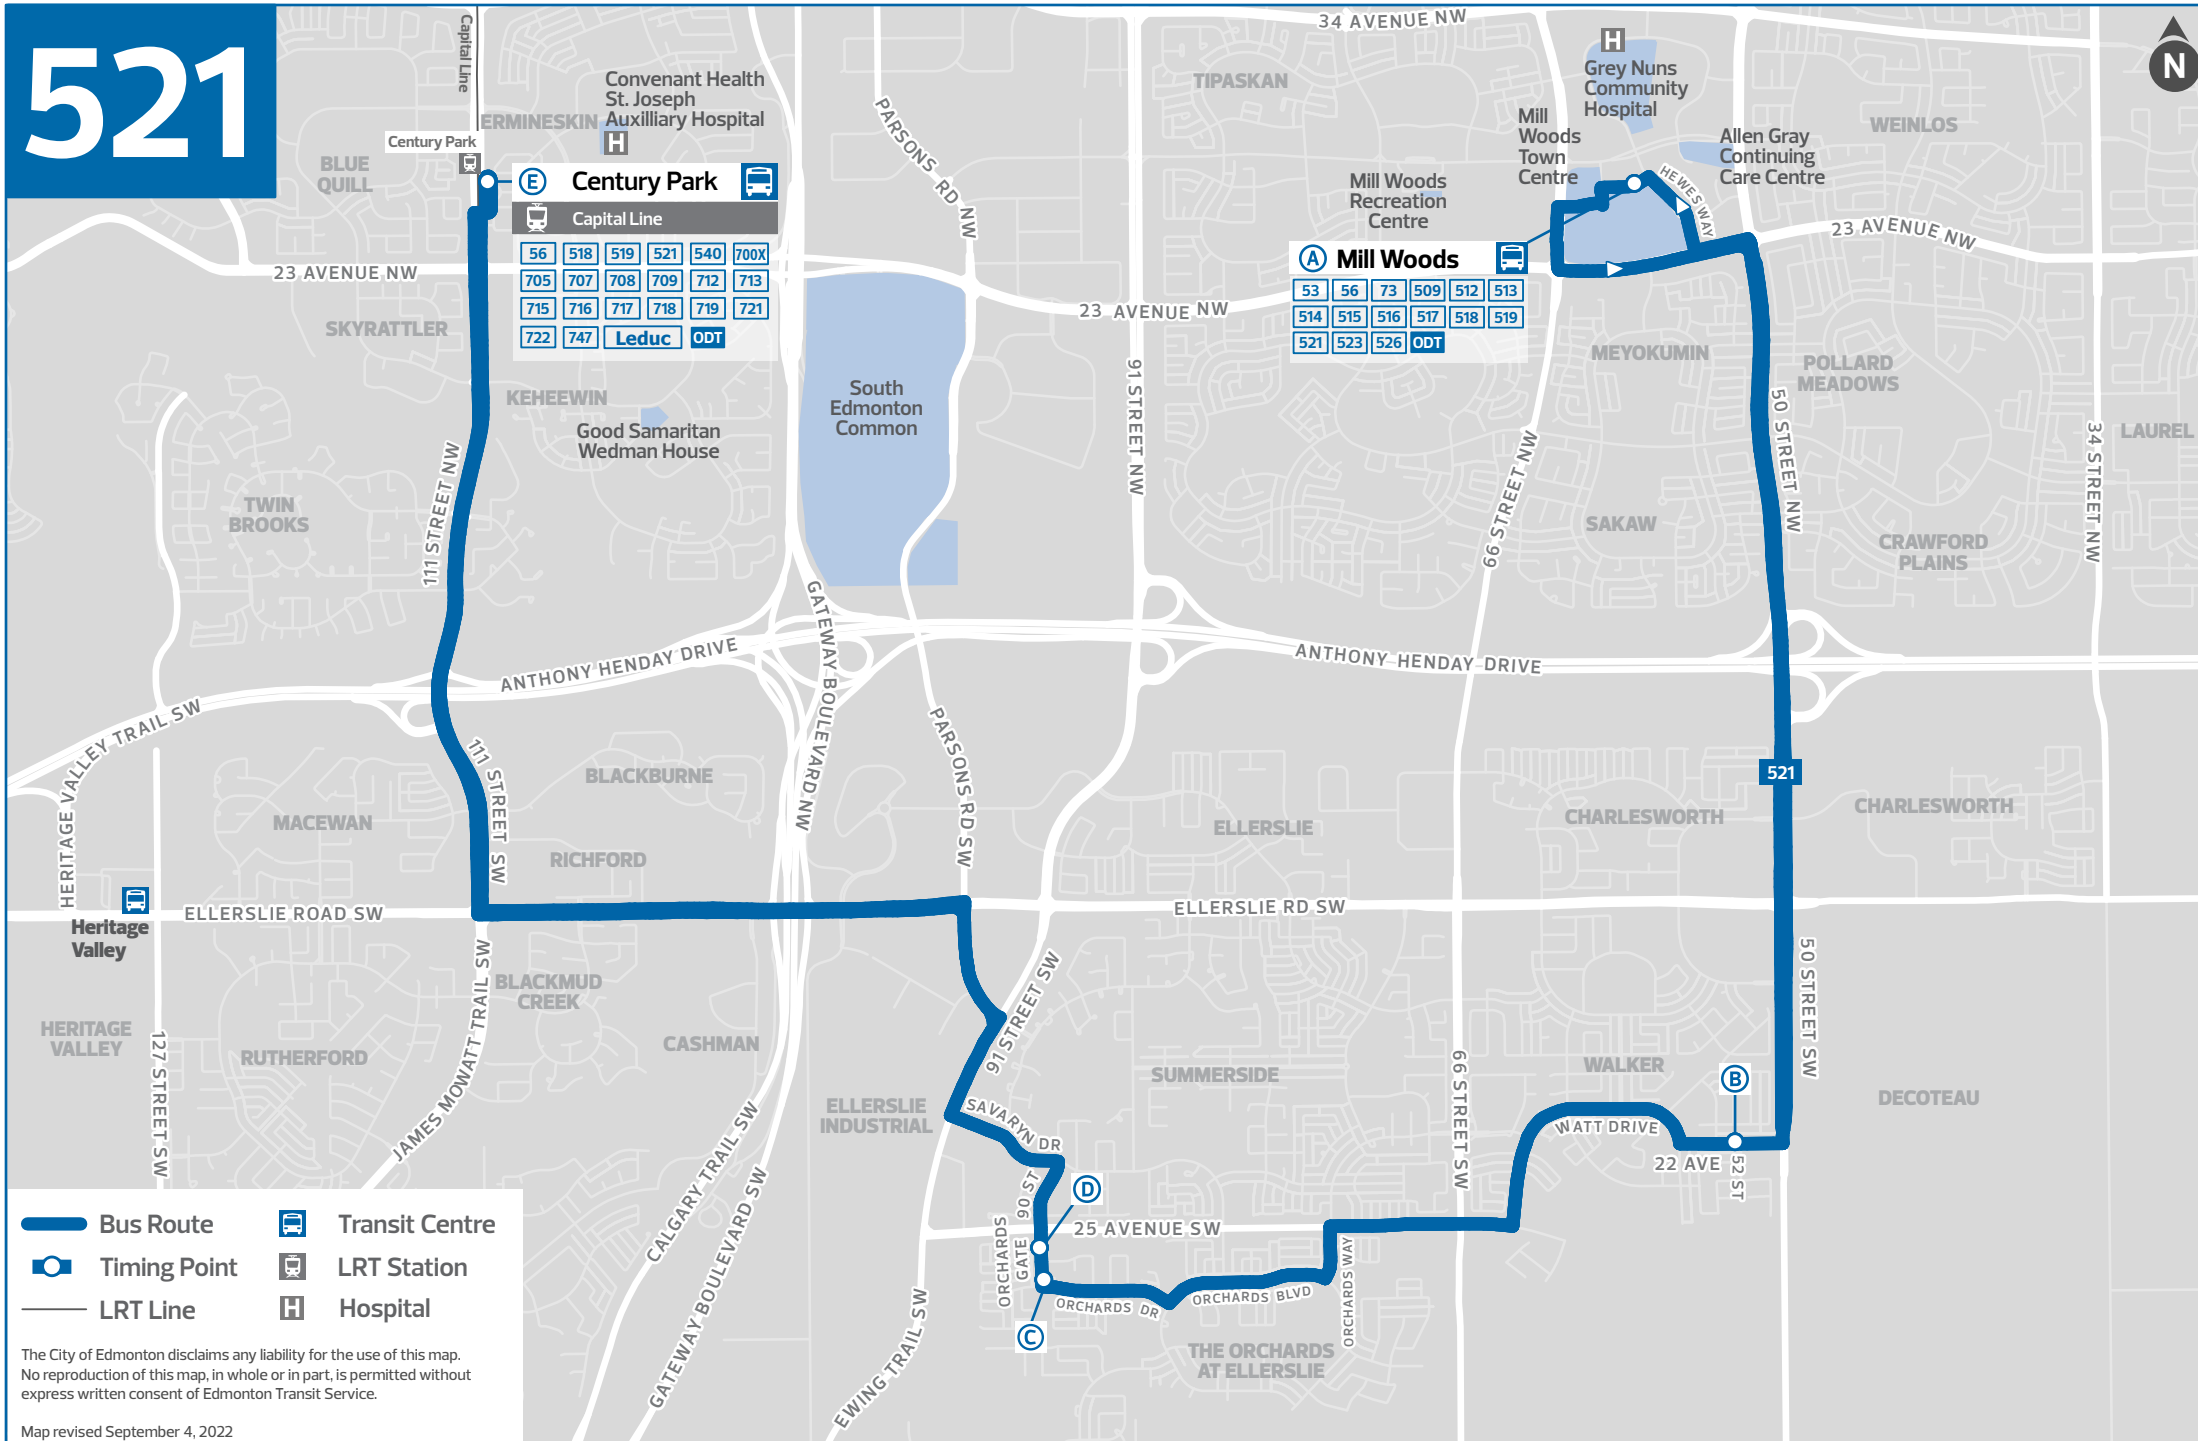 521
Capital Line
34 AVENUE NW
H
N
Convenant Health
St. Joseph
Auxilliary Hospital
H
Grey Nuns
Community
Hospital
TIPASKAN
PARSONS RD NW
Mill
Woods
Town
Centre
WEINLOS
ERMINESKIN
Century Park
BLUE
QUILL
Allen Gray
Continuing
Care Centre
HEWES WAY
Mill Woods
Recreation
Centre
E Century Park
Capital Line
56 518 519 521 540 700X
705 707 708 709 712 713
715 716 717 718 719 721
722 747 Leduc ODT
A Mill Woods
53 56 73 509 512 513
514 515 516 517 518 519
521 523 526 ODT
23 AVENUE NW
23 AVENUE NW
23 AVENUE NW
SKYRATTLER
MEYOKUMIN
POLLARD
MEADOWS
KEHEEWIN
Good Samaritan
Wedman House
South
Edmonton
Common
91 STREET NW
50 STREET NW
34 STREET NW
LAUREL
111 STREET NW
66 STREET NW
TWIN
BROOKS
SAKAW
CRAWFORD
PLAINS
GATEWAY BOULEVARD NW
ANTHONY HENDAY DRIVE
ANTHONY HENDAY DRIVE
HERITAGE VALLEY TRAIL SW
111 STREET SW
PARSONS RD SW
BLACKBURNE
521
MACEWAN
RICHFORD
ELLERSLIE
CHARLESWORTH
CHARLESWORTH
Heritage
Valley
ELLERSLIE ROAD SW
ELLERSLIE RD SW
JAMES MOWATT TRAIL SW
BLACKMUD
CREEK
91 STREET SW
50 STREET SW
HERITAGE
VALLEY
127 STREET SW
RUTHERFORD
CASHMAN
SUMMERSIDE
66 STREET SW
WALKER
B
DECOTEAU
ELLERSLIE
INDUSTRIAL
SAVARYN DR
WATT DRIVE
22 AVE
52 ST
CALGARY TRAIL SW
GATEWAY BOULEVARD SW
90 ST
D
25 AVENUE SW
ORCHARDS
GATE
ORCHARDS DR
ORCHARDS BLVD
ORCHARDS WAY
C
EWING TRAIL SW
THE ORCHARDS
AT ELLERSLIE
Bus Route
Transit Centre
Timing Point
LRT Station
LRT Line
H Hospital
The City of Edmonton disclaims any liability for the use of this map.
No reproduction of this map, in whole or in part, is permitted without
express written consent of Edmonton Transit Service.
Map revised September 4, 2022